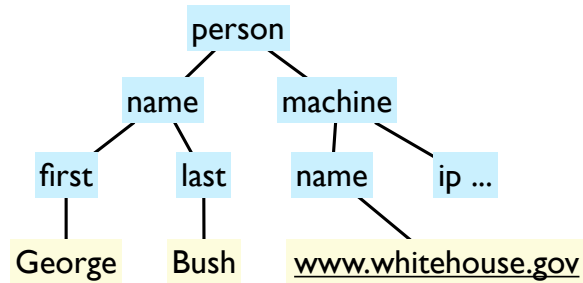 person
name machine
first last name ip ...
George Bush www.whitehouse.gov